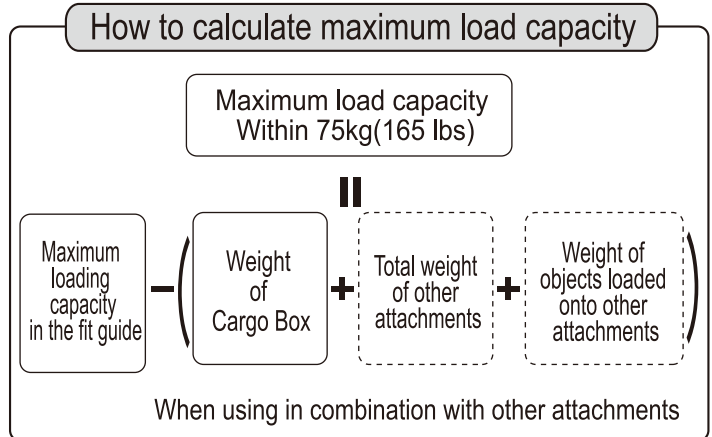 How to calculate maximum load capacity
Maximum load capacity
Within 75kg(165 lbs)
=
Maximum
loading
capacity
in the fit guide
−
(
Weight
of
Cargo Box
+
Total weight
of other
attachments
+
Weight of
objects loaded
onto other
attachments
)
When using in combination with other attachments